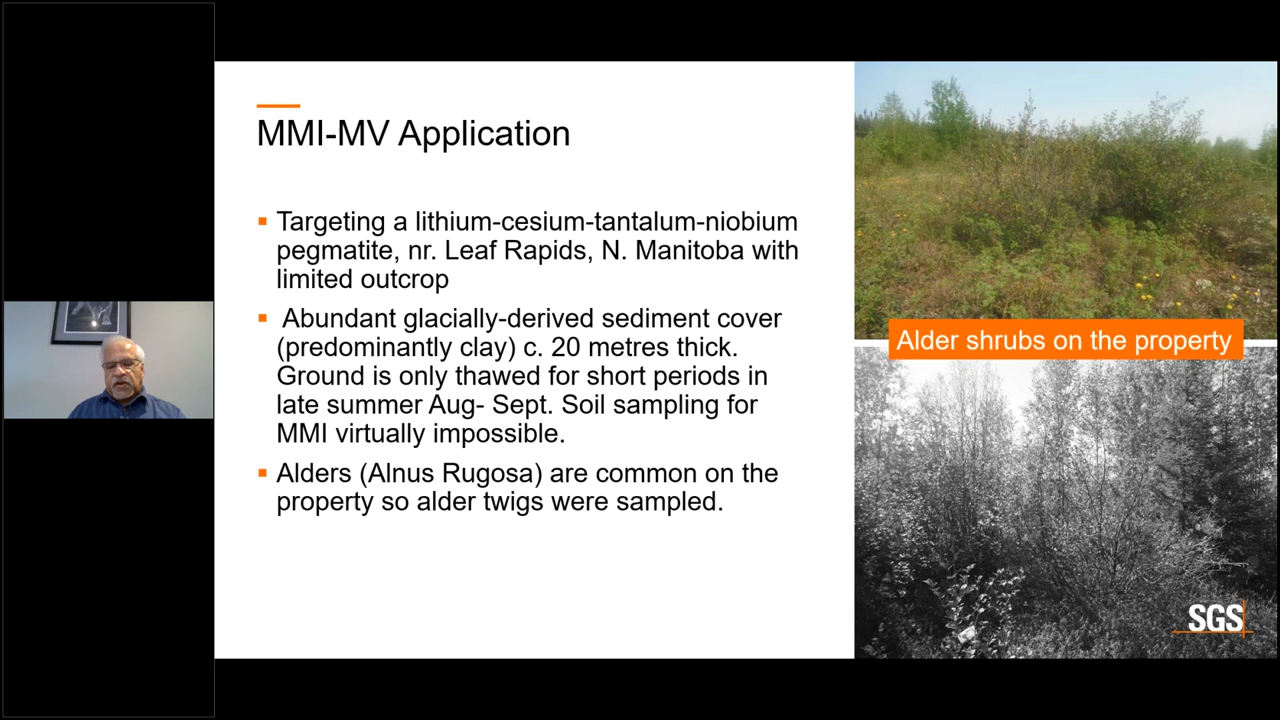 MMI-MV Application
Targeting a lithium-cesium-tantalum-niobium
pegmatite, nr. Leaf Rapids, N. Manitoba with
limited outcrop
Abundant glacially-derived sediment cover
(predominantly clay) c. 20 metres thick.
Ground is only thawed for short periods in
late summer Aug- Sept. Soil sampling for
MMI virtually impossible.
Alders (Alnus Rugosa) are common on the
property so alder twigs were sampled.
Alder shrubs on the property
SGS